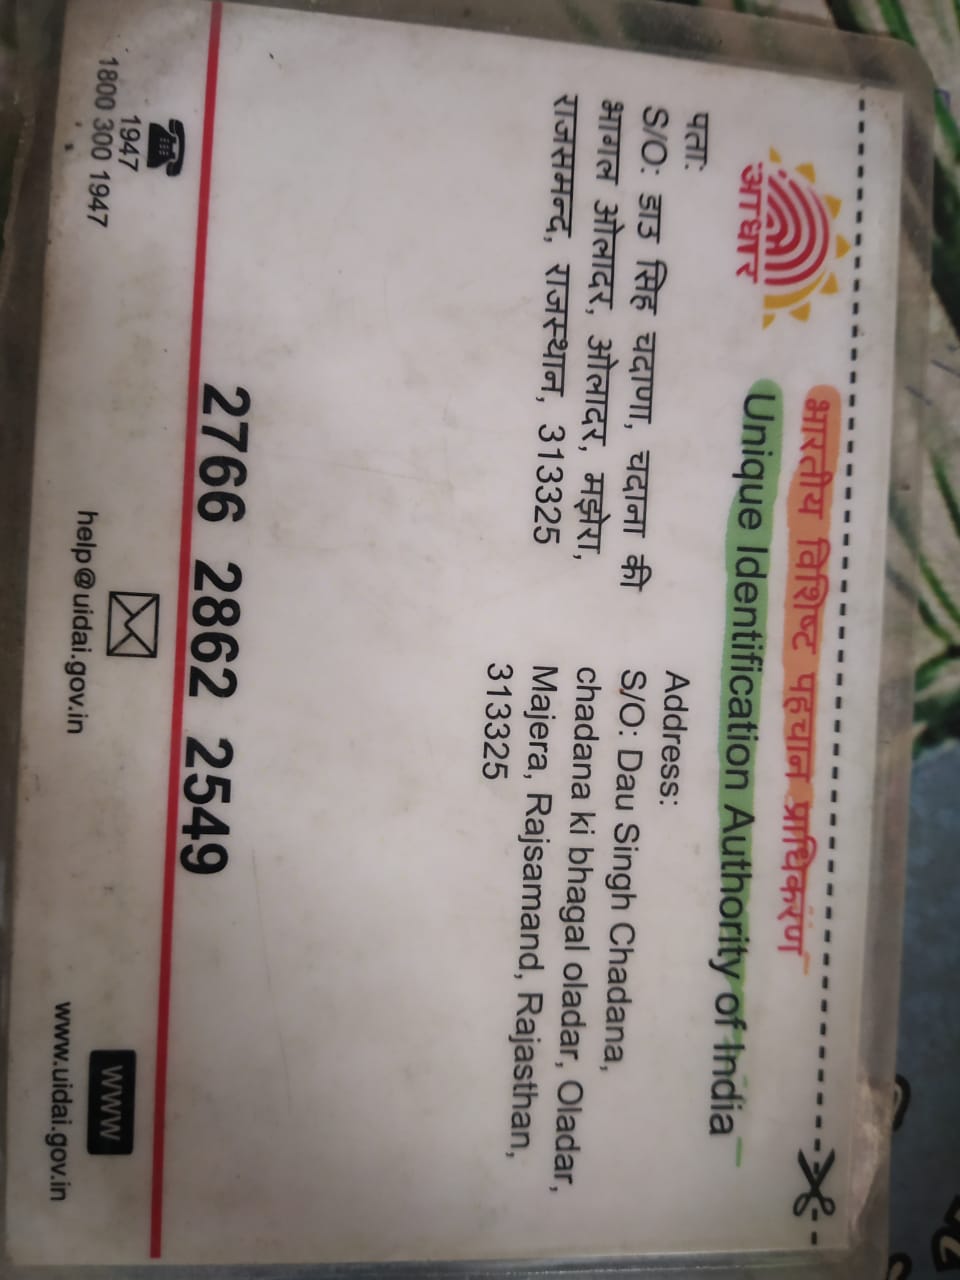 भारतीय विशिष्ट पहचान प्राधिकरण
Unique Identification Authority of India
आधार
पता:
S/O: डाउ सिह चदाणा, चदाना की
भागल ओलादर, ओलादर, मझेरा,
राजसमन्द, राजस्थान, 313325
Address:
S/O: Dau Singh Chadana,
chadana ki bhagal oladar, Oladar,
Majera, Rajsamand, Rajasthan,
313325
2766 2862 2549
1947
1800 300 1947
help@uidai.gov.in
www
www.uidai.gov.in